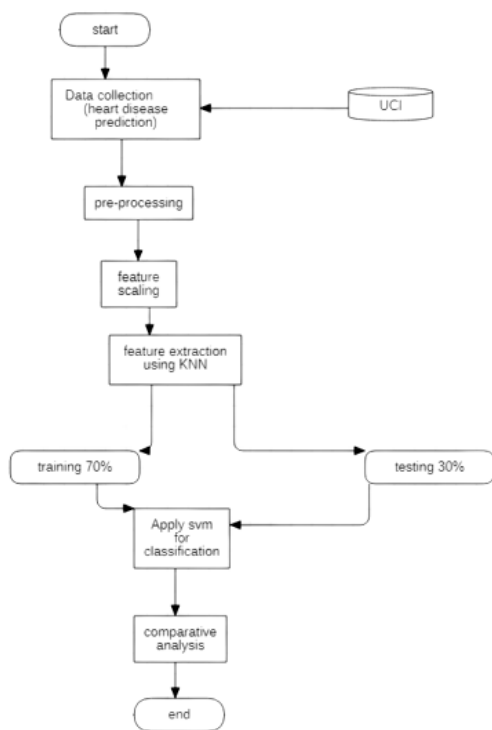 start
Data collection
(heart disease
prediction)
UCI
pre-processing
feature
scaling
feature extraction
using KNN
training 70%
testing 30%
Apply svm
for
classification
comparative
analysis
end